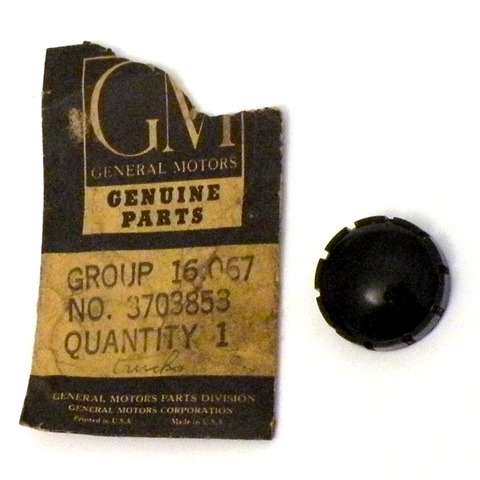 GM
GENERAL MOTORS
GENUINE
PARTS
GROUP 16.067
NO. 3703853
QUANTITY 1
trucks
GENERAL MOTORS PARTS DIVISION
GENERAL MOTORS CORPORATION
Printed in U.S.A. Made in U.S.A.